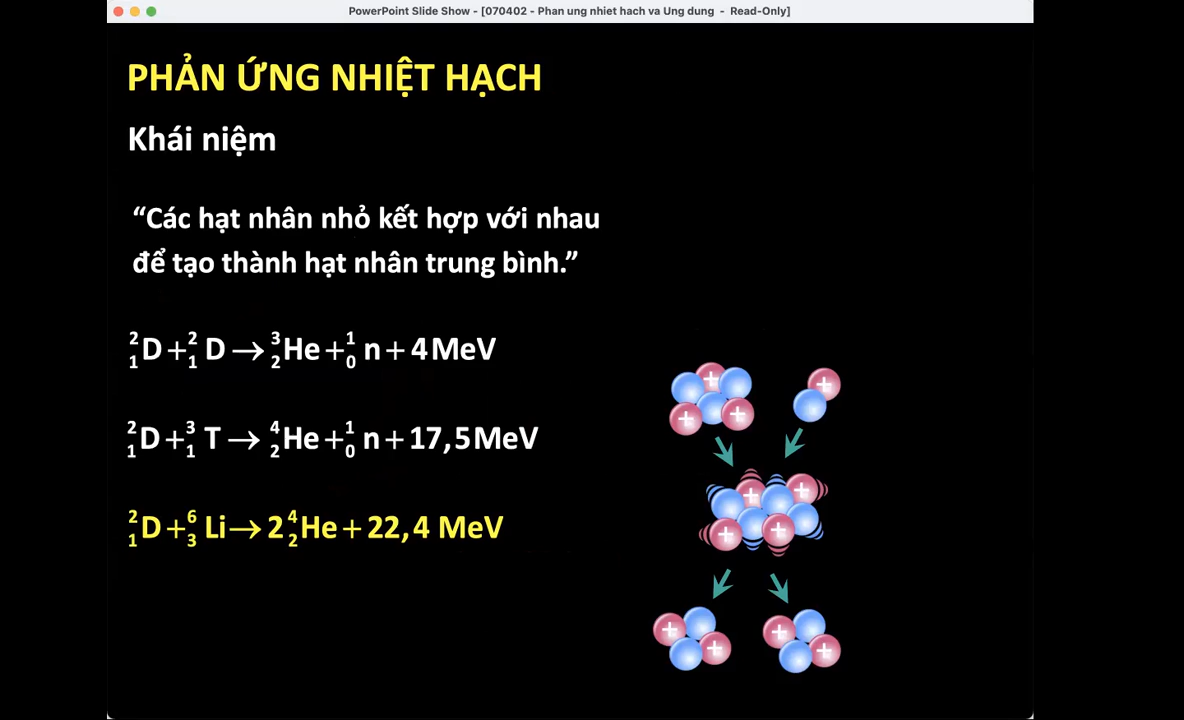 PowerPoint Slide Show - [070402 - Phan ung nhiet hach va Ung dung - Read-Only]
PHẢN ỨNG NHIỆT HẠCH
Khái niệm
“Các hạt nhân nhỏ kết hợp với nhau
để tạo thành hạt nhân trung bình.”
²₁D + ²₁D → ³₂He + ¹₀n + 4 MeV
²₁D + ³₁T → ⁴₂He + ¹₀n + 17,5 MeV
²₁D + ⁶₃Li → 2 ⁴₂He + 22,4 MeV